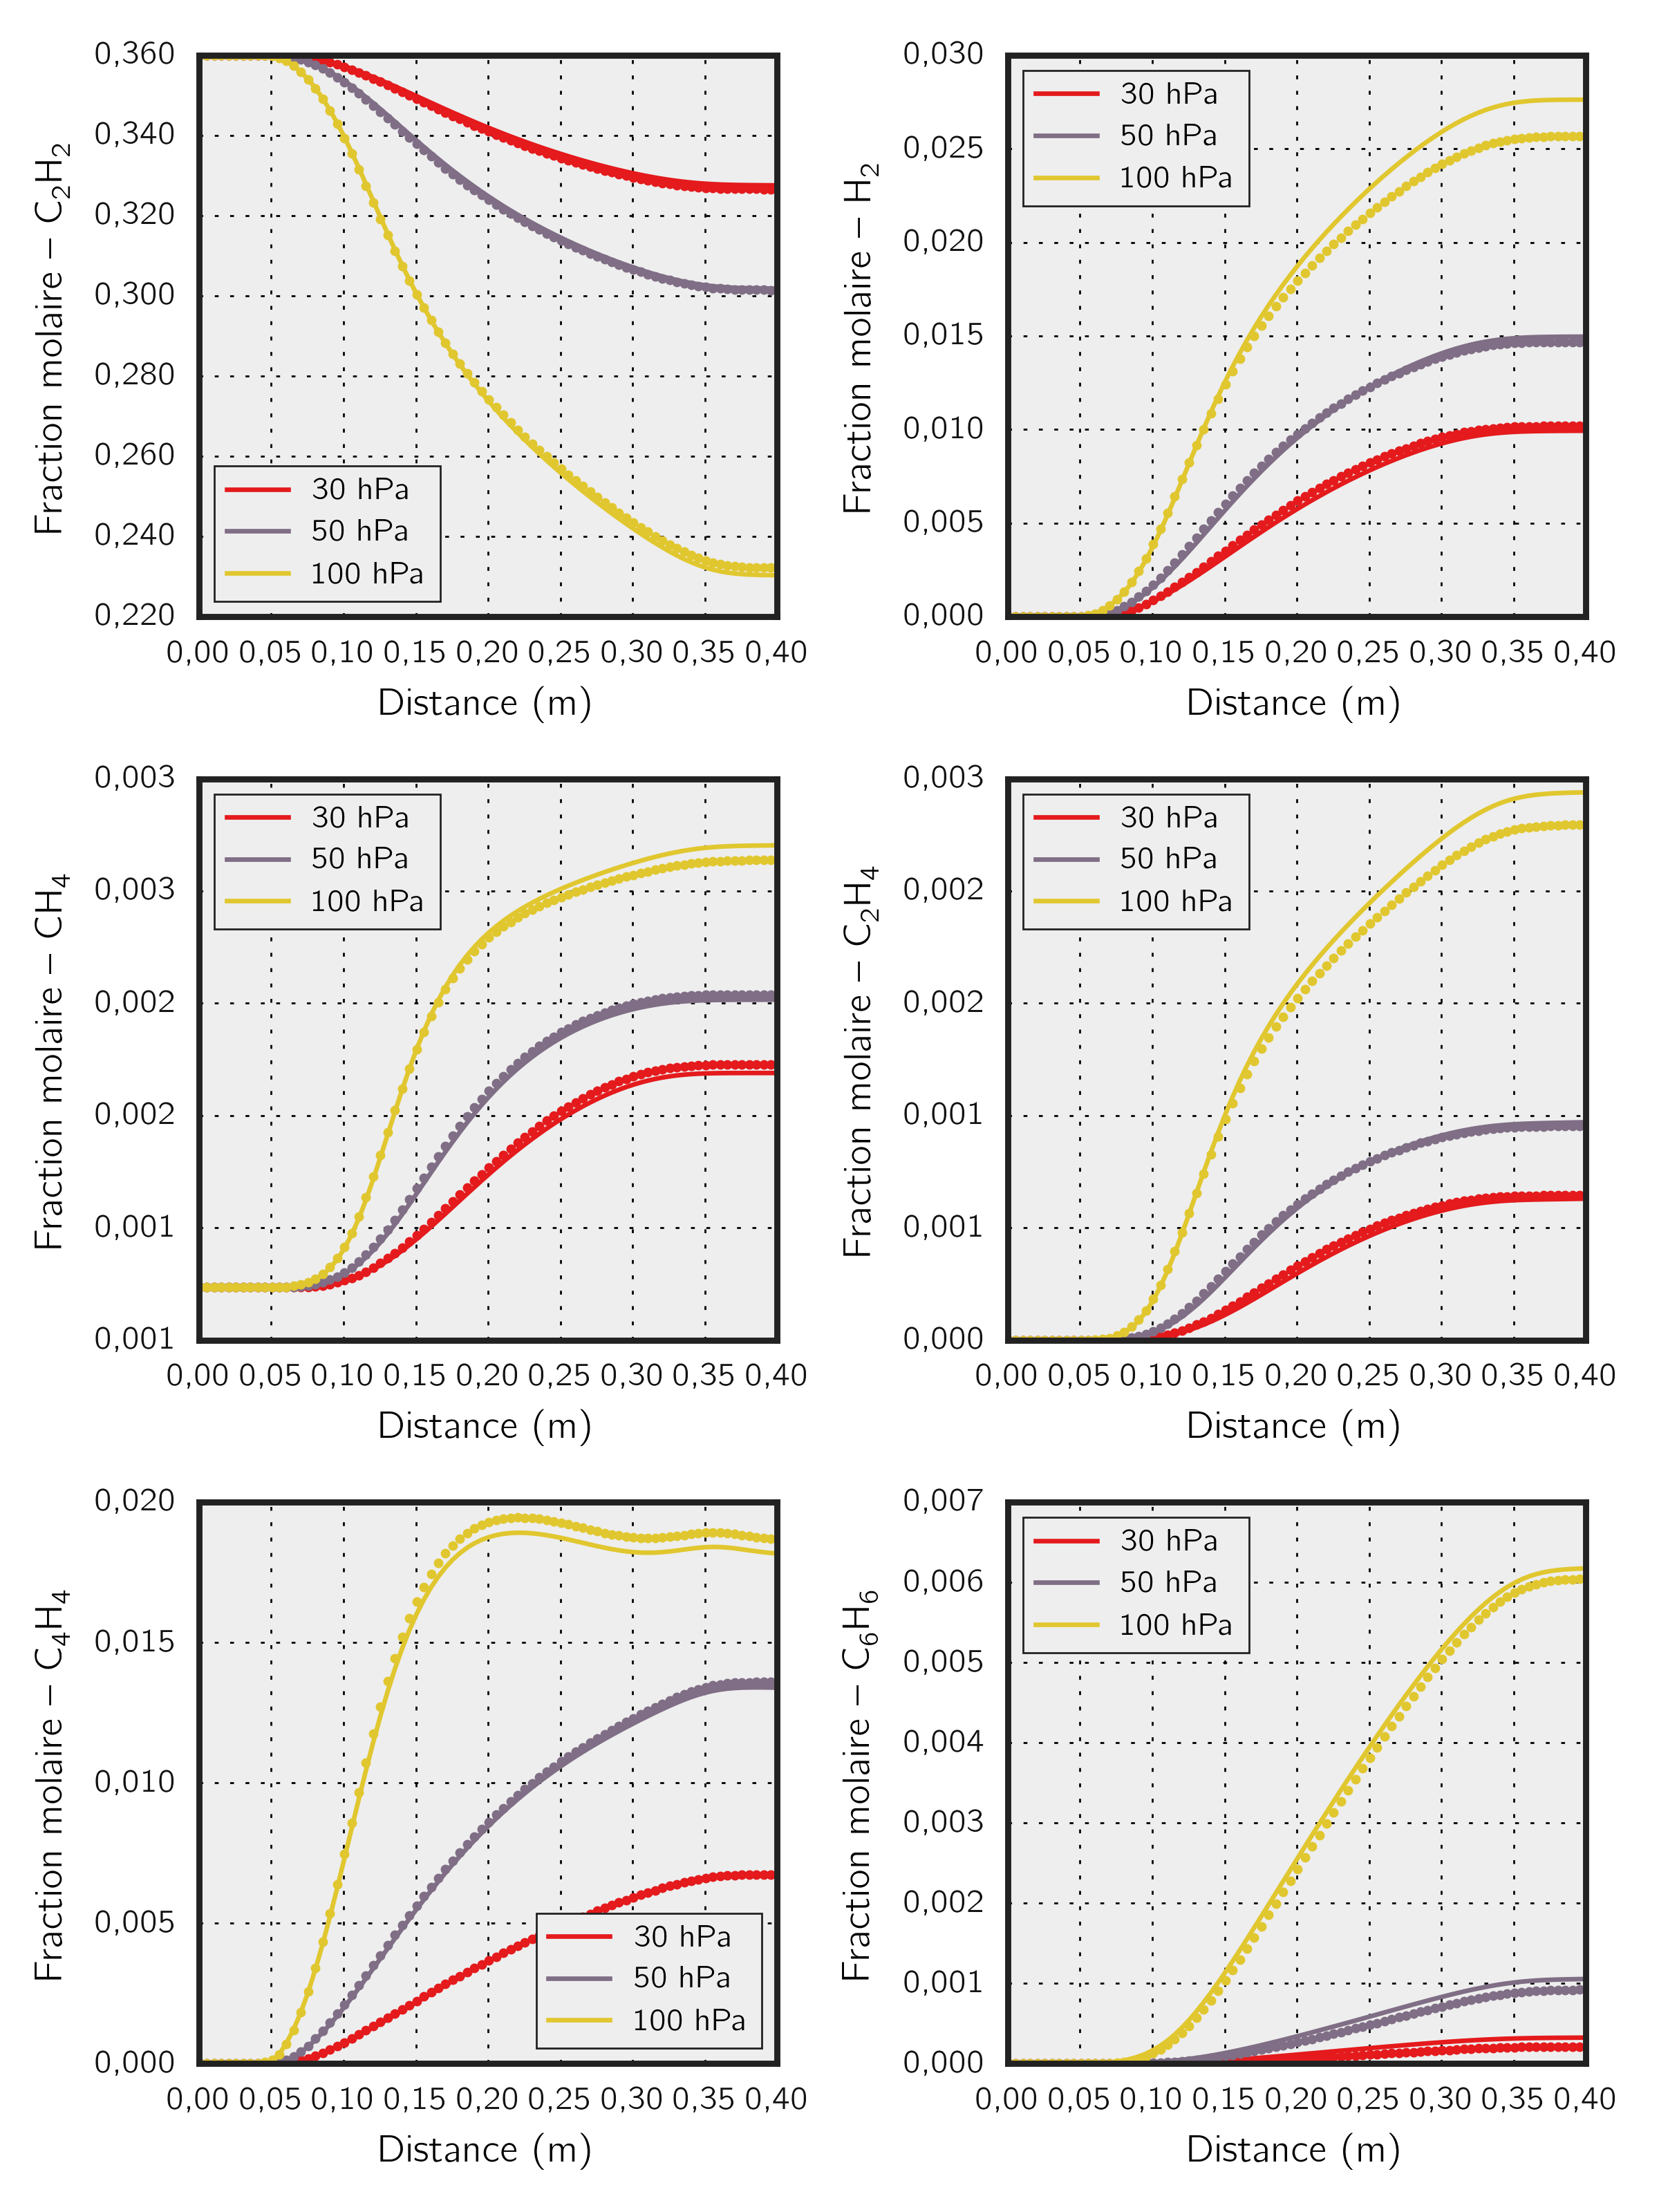 Fraction molaire – C2H2
0,360
0,340
0,320
0,300
0,280
0,260
0,240
0,220
30 hPa
50 hPa
100 hPa
0,00 0,05 0,10 0,15 0,20 0,25 0,30 0,35 0,40
Distance (m)
Fraction molaire – H2
0,030
0,025
0,020
0,015
0,010
0,005
0,000
30 hPa
50 hPa
100 hPa
0,00 0,05 0,10 0,15 0,20 0,25 0,30 0,35 0,40
Distance (m)
Fraction molaire – CH4
0,003
0,003
0,002
0,002
0,001
0,001
30 hPa
50 hPa
100 hPa
0,00 0,05 0,10 0,15 0,20 0,25 0,30 0,35 0,40
Distance (m)
Fraction molaire – C2H4
0,003
0,002
0,002
0,001
0,001
0,000
30 hPa
50 hPa
100 hPa
0,00 0,05 0,10 0,15 0,20 0,25 0,30 0,35 0,40
Distance (m)
Fraction molaire – C4H4
0,020
0,015
0,010
0,005
0,000
30 hPa
50 hPa
100 hPa
0,00 0,05 0,10 0,15 0,20 0,25 0,30 0,35 0,40
Distance (m)
Fraction molaire – C6H6
0,007
0,006
0,005
0,004
0,003
0,002
0,001
0,000
30 hPa
50 hPa
100 hPa
0,00 0,05 0,10 0,15 0,20 0,25 0,30 0,35 0,40
Distance (m)